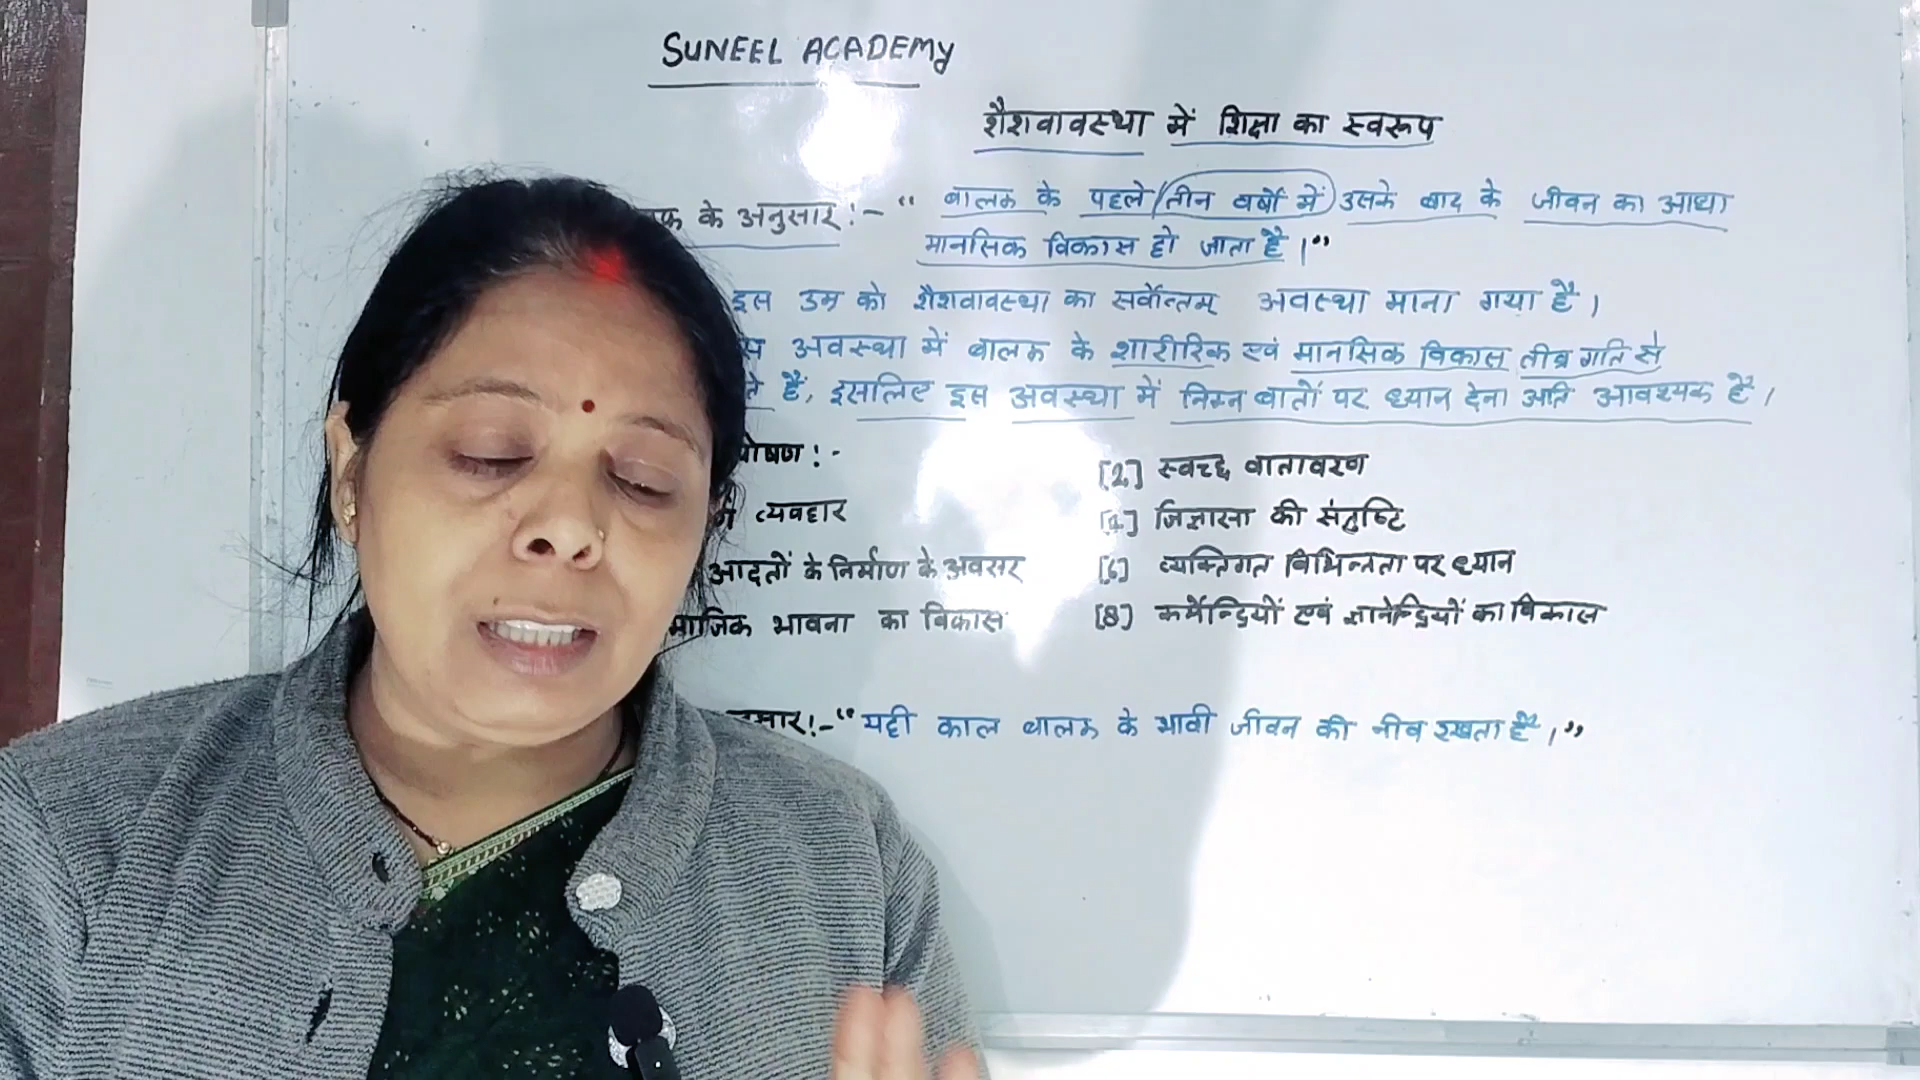 SUNEEL ACADEMY
शैशवावस्था में शिक्षा का स्वरूप
के अनुसार :- “ बालक के पहले तीन वर्षों में उसके बाद के जीवन का आधा
मानसिक विकास हो जाता है।”
इस उम्र को शैशवावस्था का सर्वोत्तम् अवस्था माना गया है।
अवस्था में बालक के शारीरिक एवं मानसिक विकास तीव्र गति से
हैं, इसलिए इस अवस्था में निम्न बातों पर ध्यान देना अति आवश्यक है।
[2] स्वच्छ वातावरण
व्यवहार [4] जिज्ञासा की संतुष्टि
आदतों के निर्माण के अवसर [6] व्यक्तिगत विभिन्नता पर ध्यान
भावना का विकास [8] कर्मेन्द्रियों एवं ज्ञानेन्द्रियों का विकास
“ यही काल बालक के भावी जीवन की नीव रखता है।”